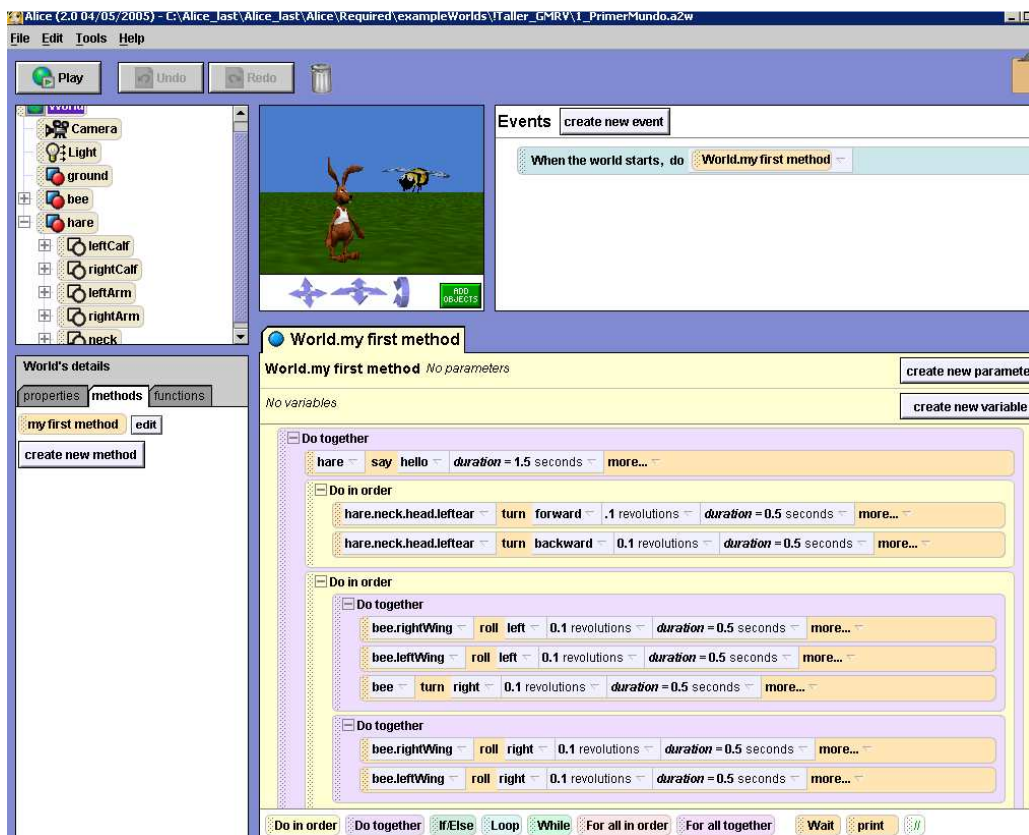 Alice (2.0 04/05/2005) - C:\Alice_last\Alice_last\Alice\Required\exampleWorlds\!Taller_GMRV\1_PrimerMundo.a2w
File Edit Tools Help
Play Undo Redo
World
Camera
Light
ground
bee
hare
leftCalf
rightCalf
leftArm
rightArm
neck
ADD OBJECTS
Events create new event
When the world starts, do World.my first method
World's details
properties methods functions
my first method edit
create new method
World.my first method
World.my first method No parameters create new paramete
No variables create new variable
Do together
hare say hello duration = 1.5 seconds more...
Do in order
hare.neck.head.leftear turn forward .1 revolutions duration = 0.5 seconds more...
hare.neck.head.leftear turn backward 0.1 revolutions duration = 0.5 seconds more...
Do in order
Do together
bee.rightWing roll left 0.1 revolutions duration = 0.5 seconds more...
bee.leftWing roll left 0.1 revolutions duration = 0.5 seconds more...
bee turn right 0.1 revolutions duration = 0.5 seconds more...
Do together
bee.rightWing roll right 0.1 revolutions duration = 0.5 seconds more...
bee.leftWing roll right 0.1 revolutions duration = 0.5 seconds more...
Do in order Do together If/Else Loop While For all in order For all together Wait print //